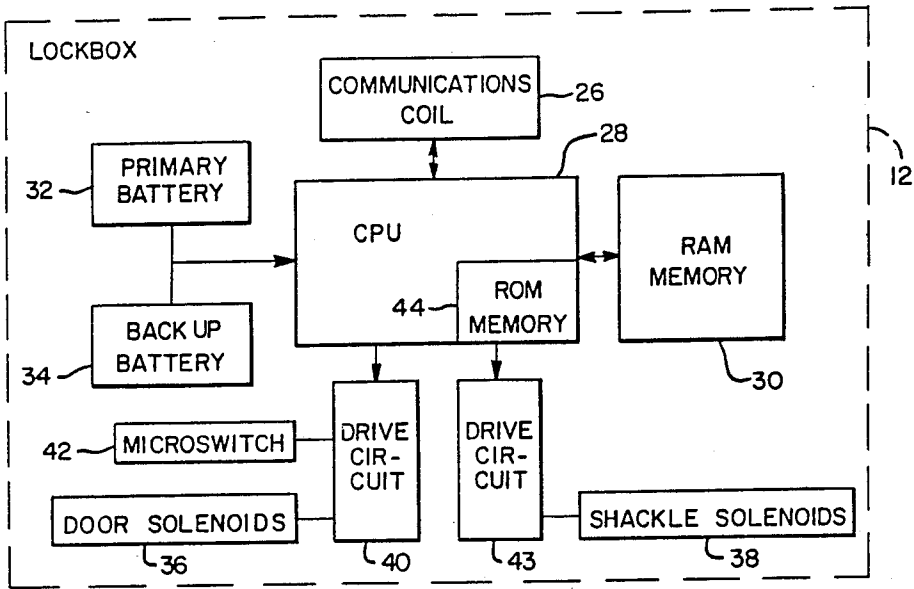 LOCKBOX
COMMUNICATIONS
COIL
26
28
12
PRIMARY
BATTERY
32
CPU
RAM
MEMORY
44
ROM
MEMORY
BACK UP
BATTERY
34
30
42
MICROSWITCH
DRIVE
CIR-
CUIT
DRIVE
CIR-
CUIT
DOOR SOLENOIDS
SHACKLE SOLENOIDS
36
40
43
38